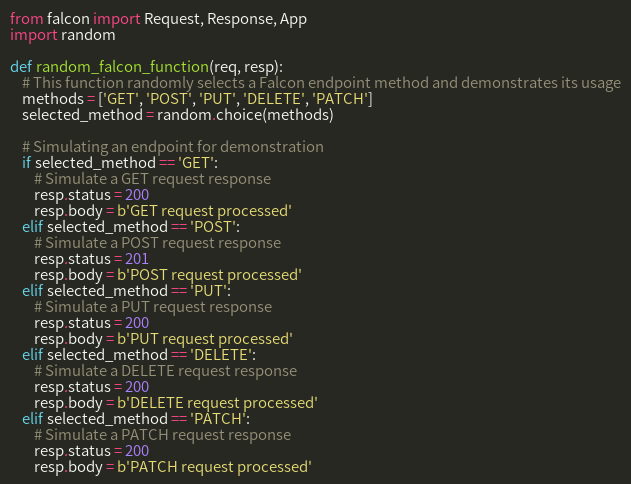 from falcon import Request, Response, App
import random

def random_falcon_function(req, resp):
    # This function randomly selects a Falcon endpoint method and demonstrates its usage
    methods = ['GET', 'POST', 'PUT', 'DELETE', 'PATCH']
    selected_method = random.choice(methods)

    # Simulating an endpoint for demonstration
    if selected_method == 'GET':
        # Simulate a GET request response
        resp.status = 200
        resp.body = b'GET request processed'
    elif selected_method == 'POST':
        # Simulate a POST request response
        resp.status = 201
        resp.body = b'POST request processed'
    elif selected_method == 'PUT':
        # Simulate a PUT request response
        resp.status = 200
        resp.body = b'PUT request processed'
    elif selected_method == 'DELETE':
        # Simulate a DELETE request response
        resp.status = 200
        resp.body = b'DELETE request processed'
    elif selected_method == 'PATCH':
        # Simulate a PATCH request response
        resp.status = 200
        resp.body = b'PATCH request processed'